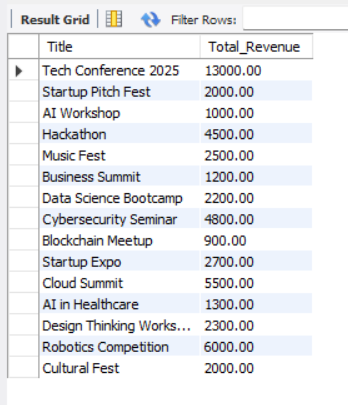 Result Grid Filter Rows:
Title Total_Revenue
Tech Conference 2025 13000.00
Startup Pitch Fest 2000.00
AI Workshop 1000.00
Hackathon 4500.00
Music Fest 2500.00
Business Summit 1200.00
Data Science Bootcamp 2200.00
Cybersecurity Seminar 4800.00
Blockchain Meetup 900.00
Startup Expo 2700.00
Cloud Summit 5500.00
AI in Healthcare 1300.00
Design Thinking Works... 2300.00
Robotics Competition 6000.00
Cultural Fest 2000.00